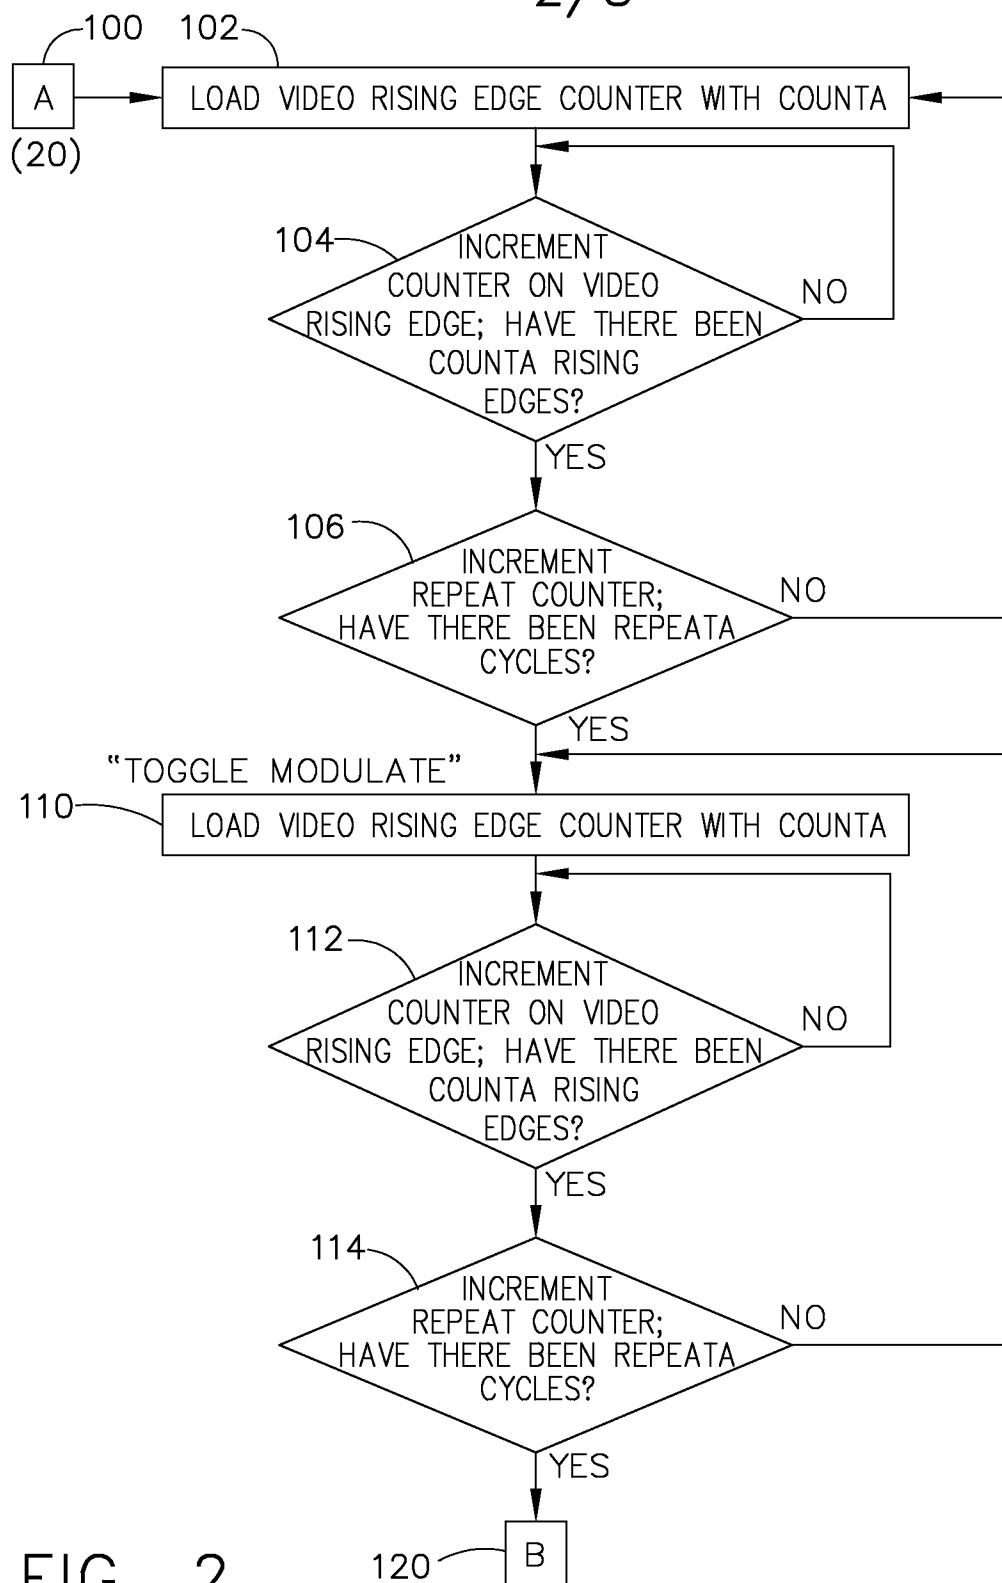 2/8
100
102
A
LOAD VIDEO RISING EDGE COUNTER WITH COUNTA
(20)
104
INCREMENT
COUNTER ON VIDEO
RISING EDGE; HAVE THERE BEEN
COUNTA RISING
EDGES?
NO
YES
106
INCREMENT
REPEAT COUNTER;
HAVE THERE BEEN REPEATA
CYCLES?
NO
YES
"TOGGLE MODULATE"
110
LOAD VIDEO RISING EDGE COUNTER WITH COUNTA
112
INCREMENT
COUNTER ON VIDEO
RISING EDGE; HAVE THERE BEEN
COUNTA RISING
EDGES?
NO
YES
114
INCREMENT
REPEAT COUNTER;
HAVE THERE BEEN REPEATA
CYCLES?
NO
YES
120
B
FIG. 2